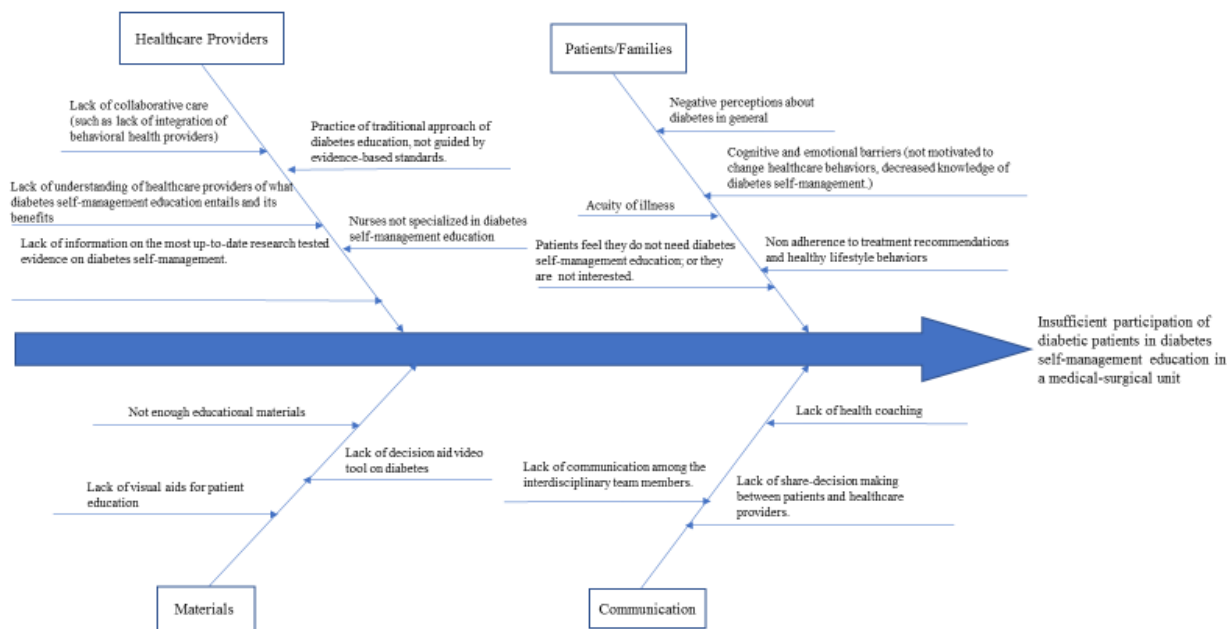 Healthcare Providers
Patients/Families
Lack of collaborative care
(such as lack of integration of
behavioral health providers)
Practice of traditional approach of
diabetes education, not guided by
evidence-based standards.
Lack of understanding of healthcare providers of what
diabetes self-management education entails and its
benefits
Nurses not specialized in diabetes
self-management education
Lack of information on the most up-to-date research tested
evidence on diabetes self-management.
Negative perceptions about
diabetes in general
Cognitive and emotional barriers (not motivated to
change healthcare behaviors, decreased knowledge of
diabetes self-management.)
Acuity of illness
Patients feel they do not need diabetes
self-management education; or they
are not interested.
Non adherence to treatment recommendations
and healthy lifestyle behaviors
Insufficient participation of
diabetic patients in diabetes
self-management education in
a medical-surgical unit
Not enough educational materials
Lack of decision aid video
tool on diabetes
Lack of visual aids for patient
education
Lack of health coaching
Lack of communication among the
interdisciplinary team members.
Lack of share-decision making
between patients and healthcare
providers.
Materials
Communication